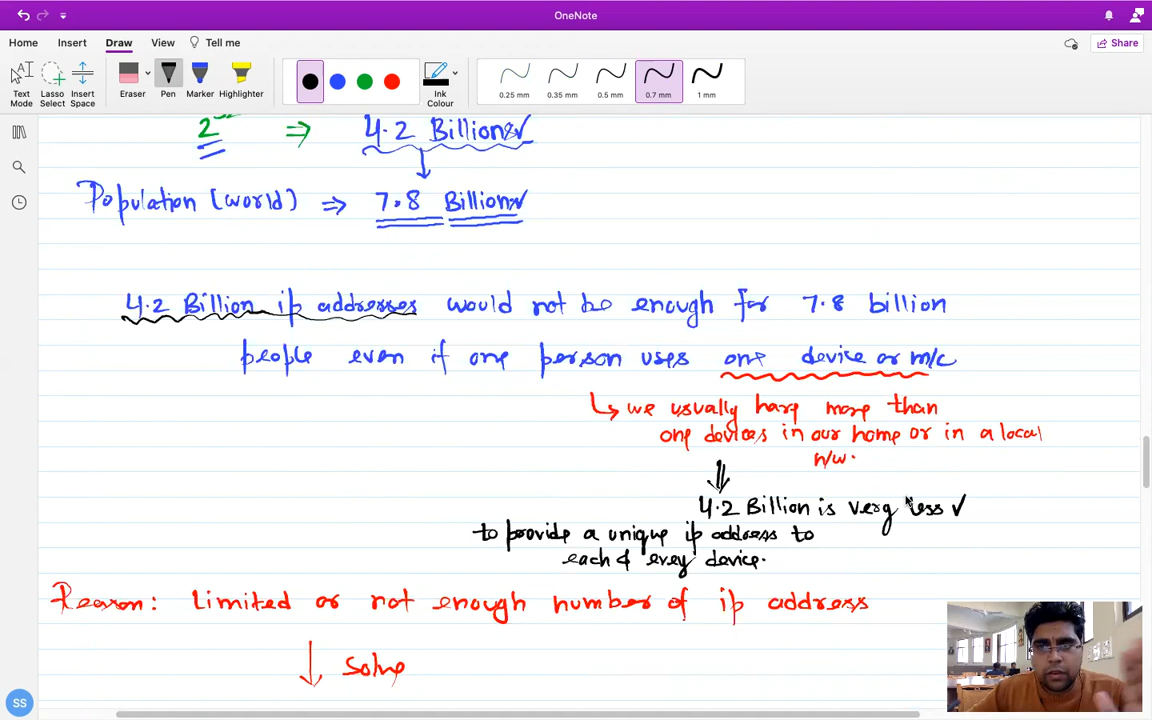 OneNote
Home Insert Draw View Tell me Share
Text Mode Lasso Select Insert Space Eraser Pen Marker Highlighter Ink Colour 0.25 mm 0.35 mm 0.5 mm 0.7 mm 1 mm
2 ⇒ 4.2 Billions✓
Population (world) ⇒ 7.8 Billions✓
4.2 Billion ip addresses would not be enough for 7.8 billion
people even if one person uses one device or m/c
↳ we usually have more than
one devices in our home or in a local
n/w.
⇓
4.2 Billion is very less ✓
to provide a unique ip address to
each & evey device.
Reason: Limited or not enough number of ip address
↓ solve
SS